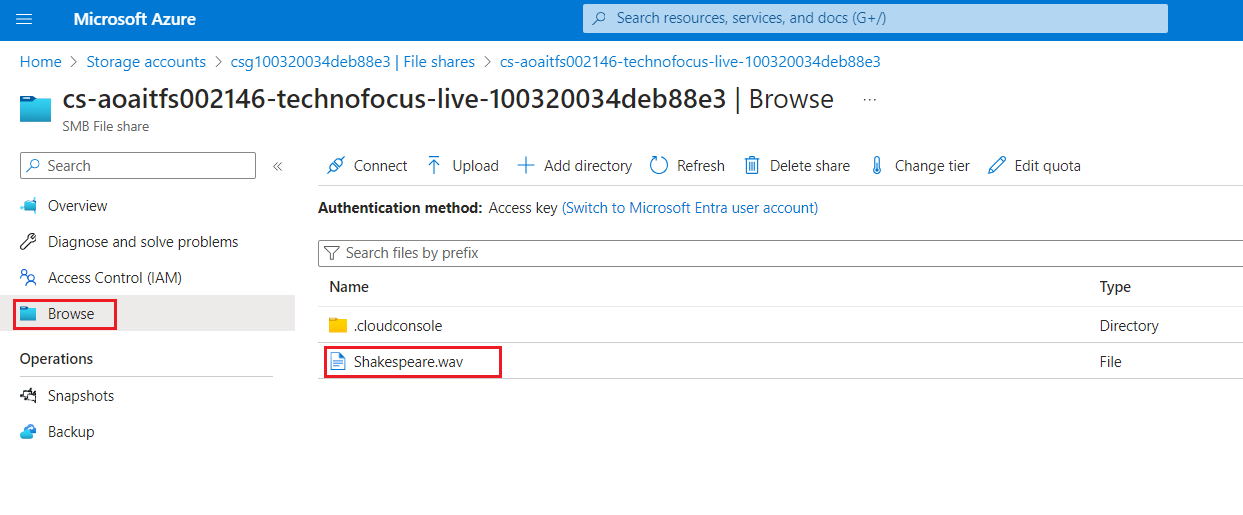 Microsoft Azure
Search resources, services, and docs (G+/)
Home > Storage accounts > csg100320034deb88e3 | File shares > cs-aoaitfs002146-technofocus-live-100320034deb88e3
cs-aoaitfs002146-technofocus-live-100320034deb88e3 | Browse ...
SMB File share
Search «
Overview
Diagnose and solve problems
Access Control (IAM)
Browse
Operations
Snapshots
Backup
Connect Upload Add directory Refresh Delete share Change tier Edit quota
Authentication method: Access key (Switch to Microsoft Entra user account)
Search files by prefix
Name Type
.cloudconsole Directory
Shakespeare.wav File